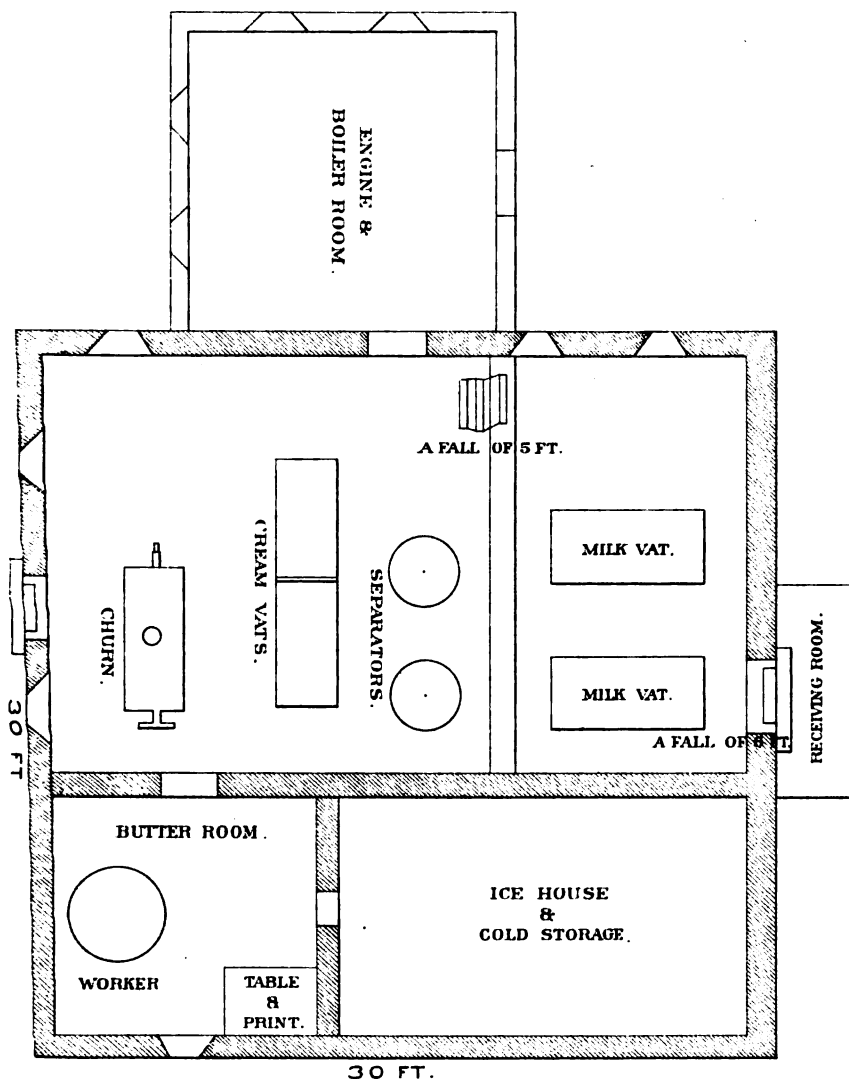 ENGINE &
BOILER ROOM.
A FALL OF 5 FT.
MILK VAT.
CREAM VATS.
SEPARATORS.
CHURN.
MILK VAT.
A FALL OF 6 FT.
RECEIVING ROOM.
30 FT
BUTTER ROOM.
WORKER
TABLE
&
PRINT.
ICE HOUSE
&
COLD STORAGE.
30 FT.